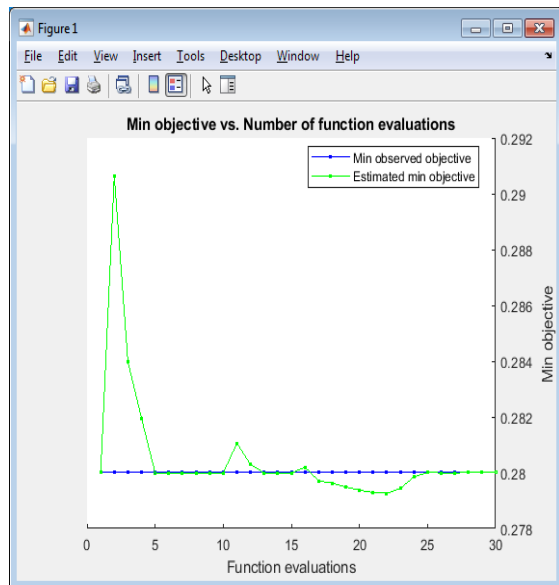 Figure 1
File Edit View Insert Tools Desktop Window Help
Min objective vs. Number of function evaluations
Min observed objective
Estimated min objective
0.292
0.29
0.288
0.286
0.284
0.282
0.28
0.278
Min objective
0 5 10 15 20 25 30
Function evaluations